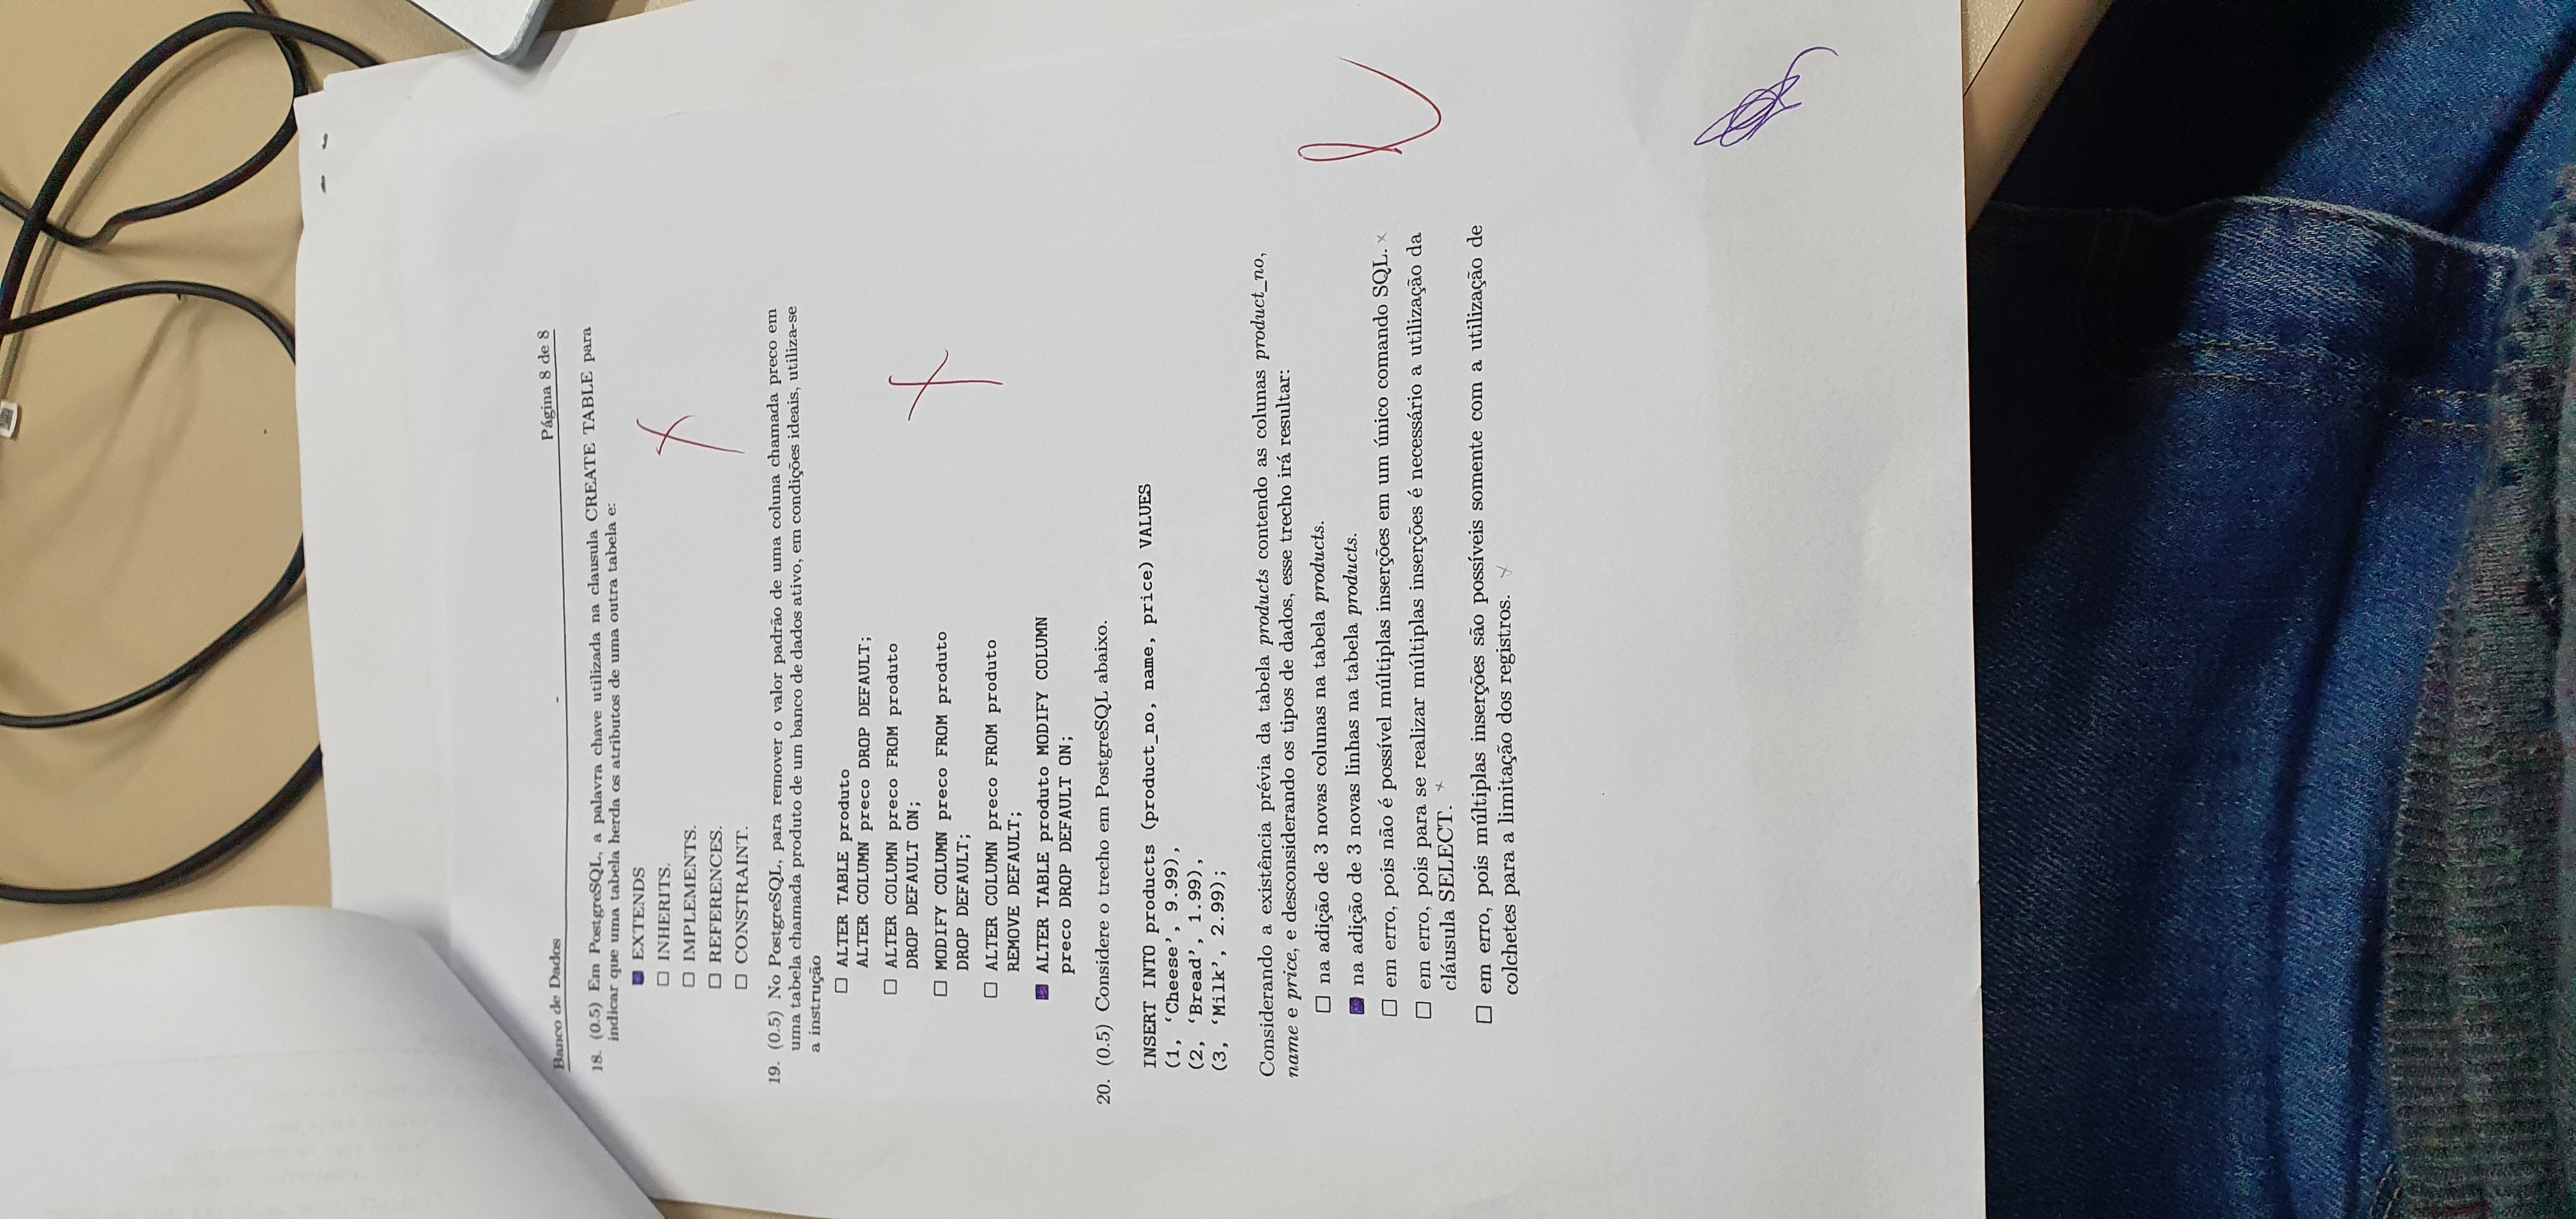 Banco de Dados - Página 8 de 8
18. (0.5) Em PostgreSQL, a palavra chave utilizada na clausula CREATE TABLE para
indicar que uma tabela herda os atributos de uma outra tabela e:
EXTENDS
INHERITS.
IMPLEMENTS.
REFERENCES.
CONSTRAINT.
19. (0.5) No PostgreSQL, para remover o valor padrão de uma coluna chamada preco em
uma tabela chamada produto de um banco de dados ativo, em condições ideais, utiliza-se
a instrução
ALTER TABLE produto
ALTER COLUMN preco DROP DEFAULT;
ALTER COLUMN preco FROM produto
DROP DEFAULT ON;
MODIFY COLUMN preco FROM produto
DROP DEFAULT;
ALTER COLUMN preco FROM produto
REMOVE DEFAULT;
ALTER TABLE produto MODIFY COLUMN
preco DROP DEFAULT ON;
20. (0.5) Considere o trecho em PostgreSQL abaixo.
INSERT INTO products (product_no, name, price) VALUES
(1, ‘Cheese’, 9.99),
(2, ‘Bread’, 1.99),
(3, ‘Milk’, 2.99);
Considerando a existência prévia da tabela products contendo as colunas product_no,
name e price, e desconsiderando os tipos de dados, esse trecho irá resultar:
na adição de 3 novas colunas na tabela products.
na adição de 3 novas linhas na tabela products.
em erro, pois não é possível múltiplas inserções em um único comando SQL.
em erro, pois para se realizar múltiplas inserções é necessário a utilização da
cláusula SELECT.
em erro, pois múltiplas inserções são possíveis somente com a utilização de
colchetes para a limitação dos registros.